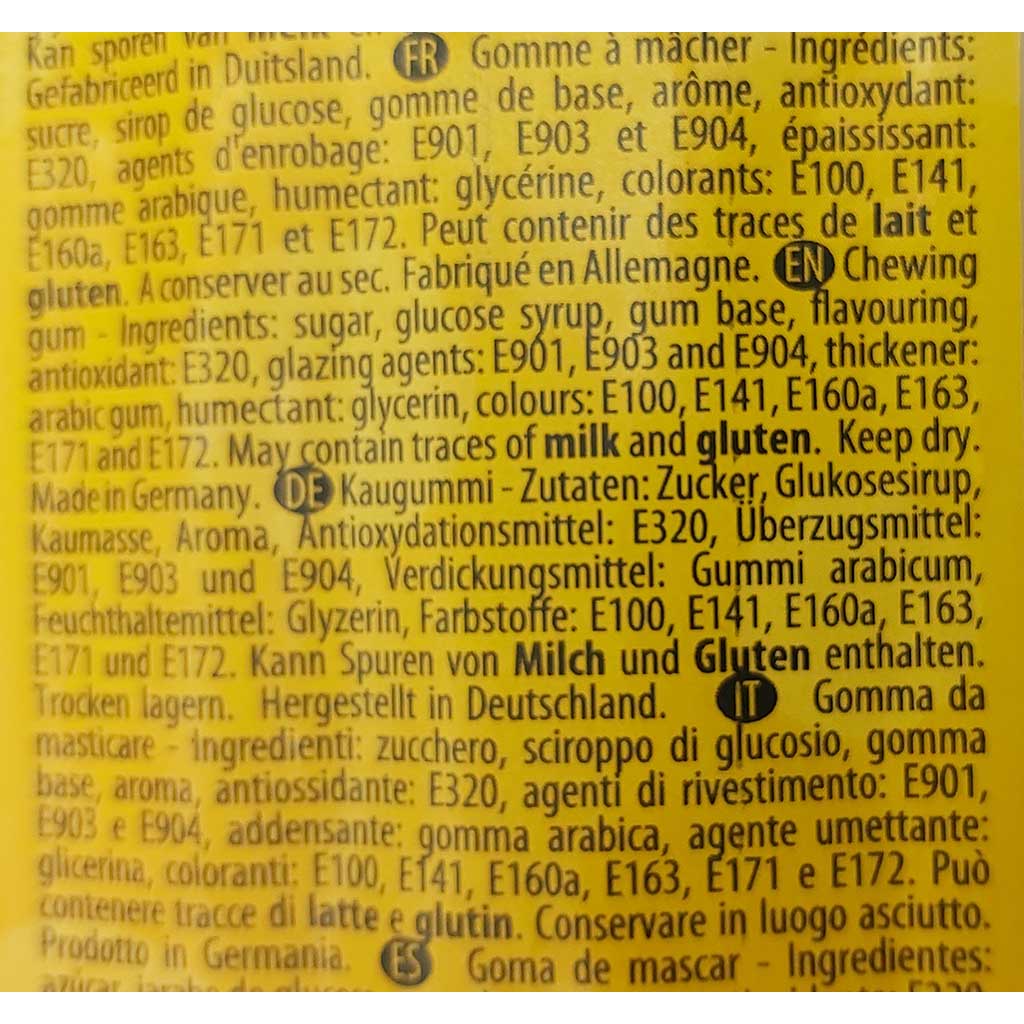 Kan sporen van
Gefabriceerd in Duitsland. FR Gomme à mâcher - Ingrédients:
sucre, sirop de glucose, gomme de base, arôme, antioxydant:
E320, agents d'enrobage: E901, E903 et E904, épaississant:
gomme arabique, humectant: glycérine, colorants: E100, E141,
E160a, E163, E171 et E172. Peut contenir des traces de lait et
gluten. A conserver au sec. Fabriqué en Allemagne. EN Chewing
gum - Ingredients: sugar, glucose syrup, gum base, flavouring,
antioxidant: E320, glazing agents: E901, E903 and E904, thickener:
arabic gum, humectant: glycerin, colours: E100, E141, E160a, E163,
E171 and E172. May contain traces of milk and gluten. Keep dry.
Made in Germany. DE Kaugummi - Zutaten: Zucker, Glukosesirup,
Kaumasse, Aroma, Antioxydationsmittel: E320, Überzugsmittel:
E901, E903 und E904, Verdickungsmittel: Gummi arabicum,
Feuchthaltemittel: Glyzerin, Farbstoffe: E100, E141, E160a, E163,
E171 und E172. Kann Spuren von Milch und Gluten enthalten.
Trocken lagern. Hergestellt in Deutschland. IT Gomma da
masticare - Ingredienti: zucchero, sciroppo di glucosio, gomma
base, aroma, antiossidante: E320, agenti di rivestimento: E901,
E903 e E904, addensante: gomma arabica, agente umettante:
glicerina, coloranti: E100, E141, E160a, E163, E171 e E172. Può
contenere tracce di latte e glutin. Conservare in luogo asciutto.
Prodotto in Germania. ES Goma de mascar - Ingredientes: